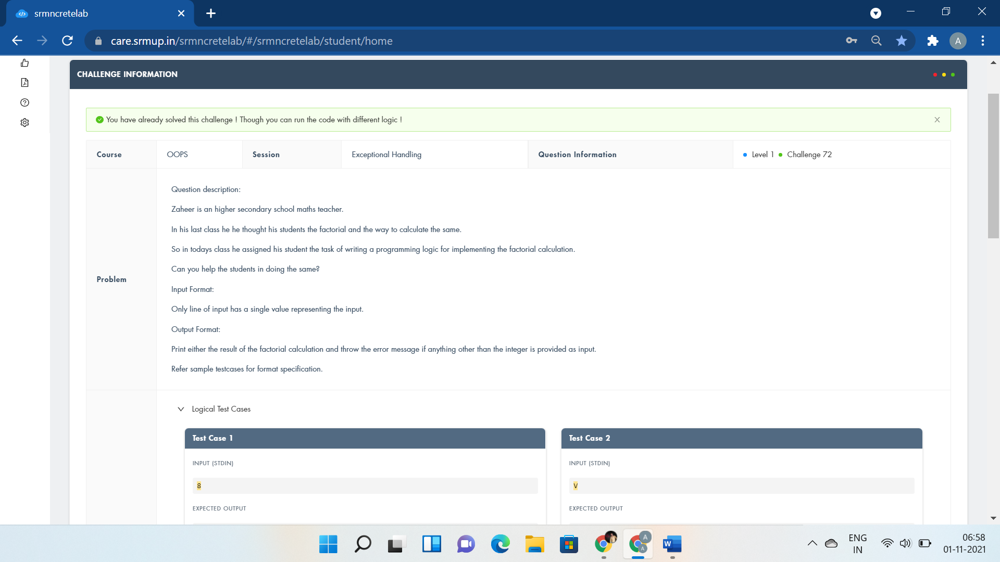 srmncretelab
care.srmup.in/srmncretelab/#/srmncretelab/student/home
A
CHALLENGE INFORMATION
You have already solved this challenge ! Though you can run the code with different logic !
Course OOPS Session Exceptional Handling Question Information Level 1 Challenge 72
Problem
Question description:
Zaheer is an higher secondary school maths teacher.
In his last class he he thought his students the factorial and the way to calculate the same.
So in todays class he assigned his student the task of writing a programming logic for implementing the factorial calculation.
Can you help the students in doing the same?
Input Format:
Only line of input has a single value representing the input.
Output Format:
Print either the result of the factorial calculation and throw the error message if anything other than the integer is provided as input.
Refer sample testcases for format specification.
Logical Test Cases
Test Case 1
INPUT (STDIN)
8
EXPECTED OUTPUT
Test Case 2
INPUT (STDIN)
V
EXPECTED OUTPUT
A
A
W
ENG
IN
06:58
01-11-2021